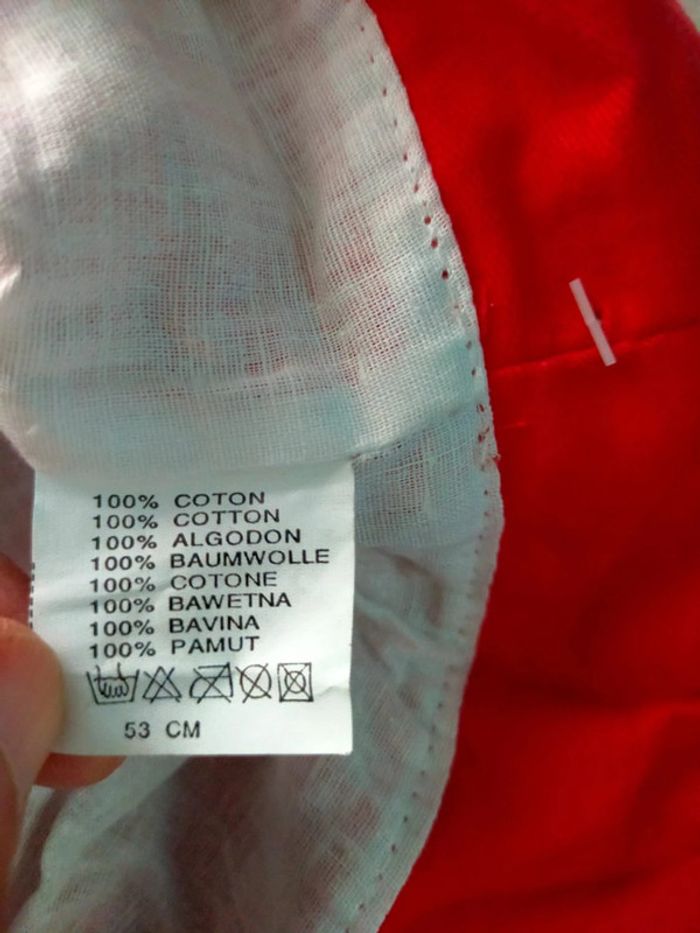 100% COTON
100% COTTON
100% ALGODON
100% BAUMWOLLE
100% COTONE
100% BAWETNA
100% BAVINA
100% PAMUT
53 CM